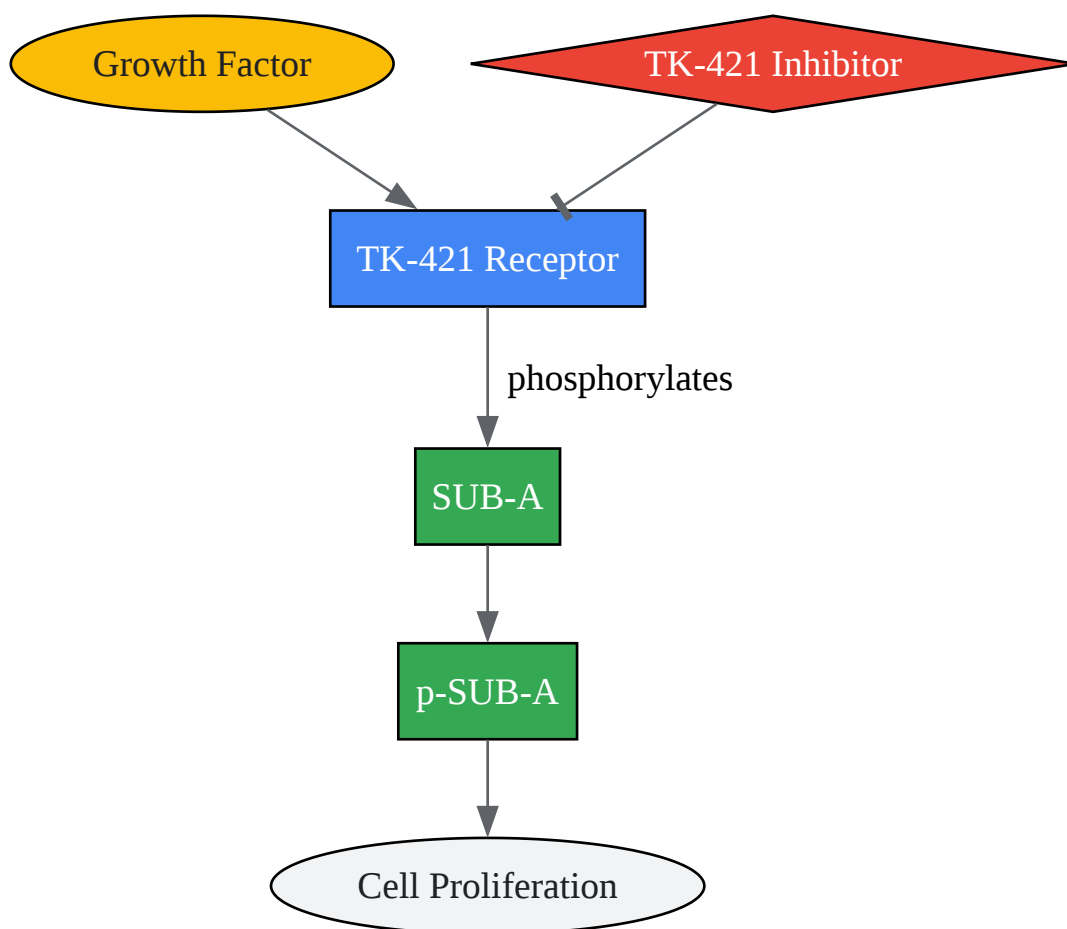 Growth Factor
TK-421 Inhibitor
TK-421 Receptor
phosphorylates
SUB-A
p-SUB-A
Cell Proliferation